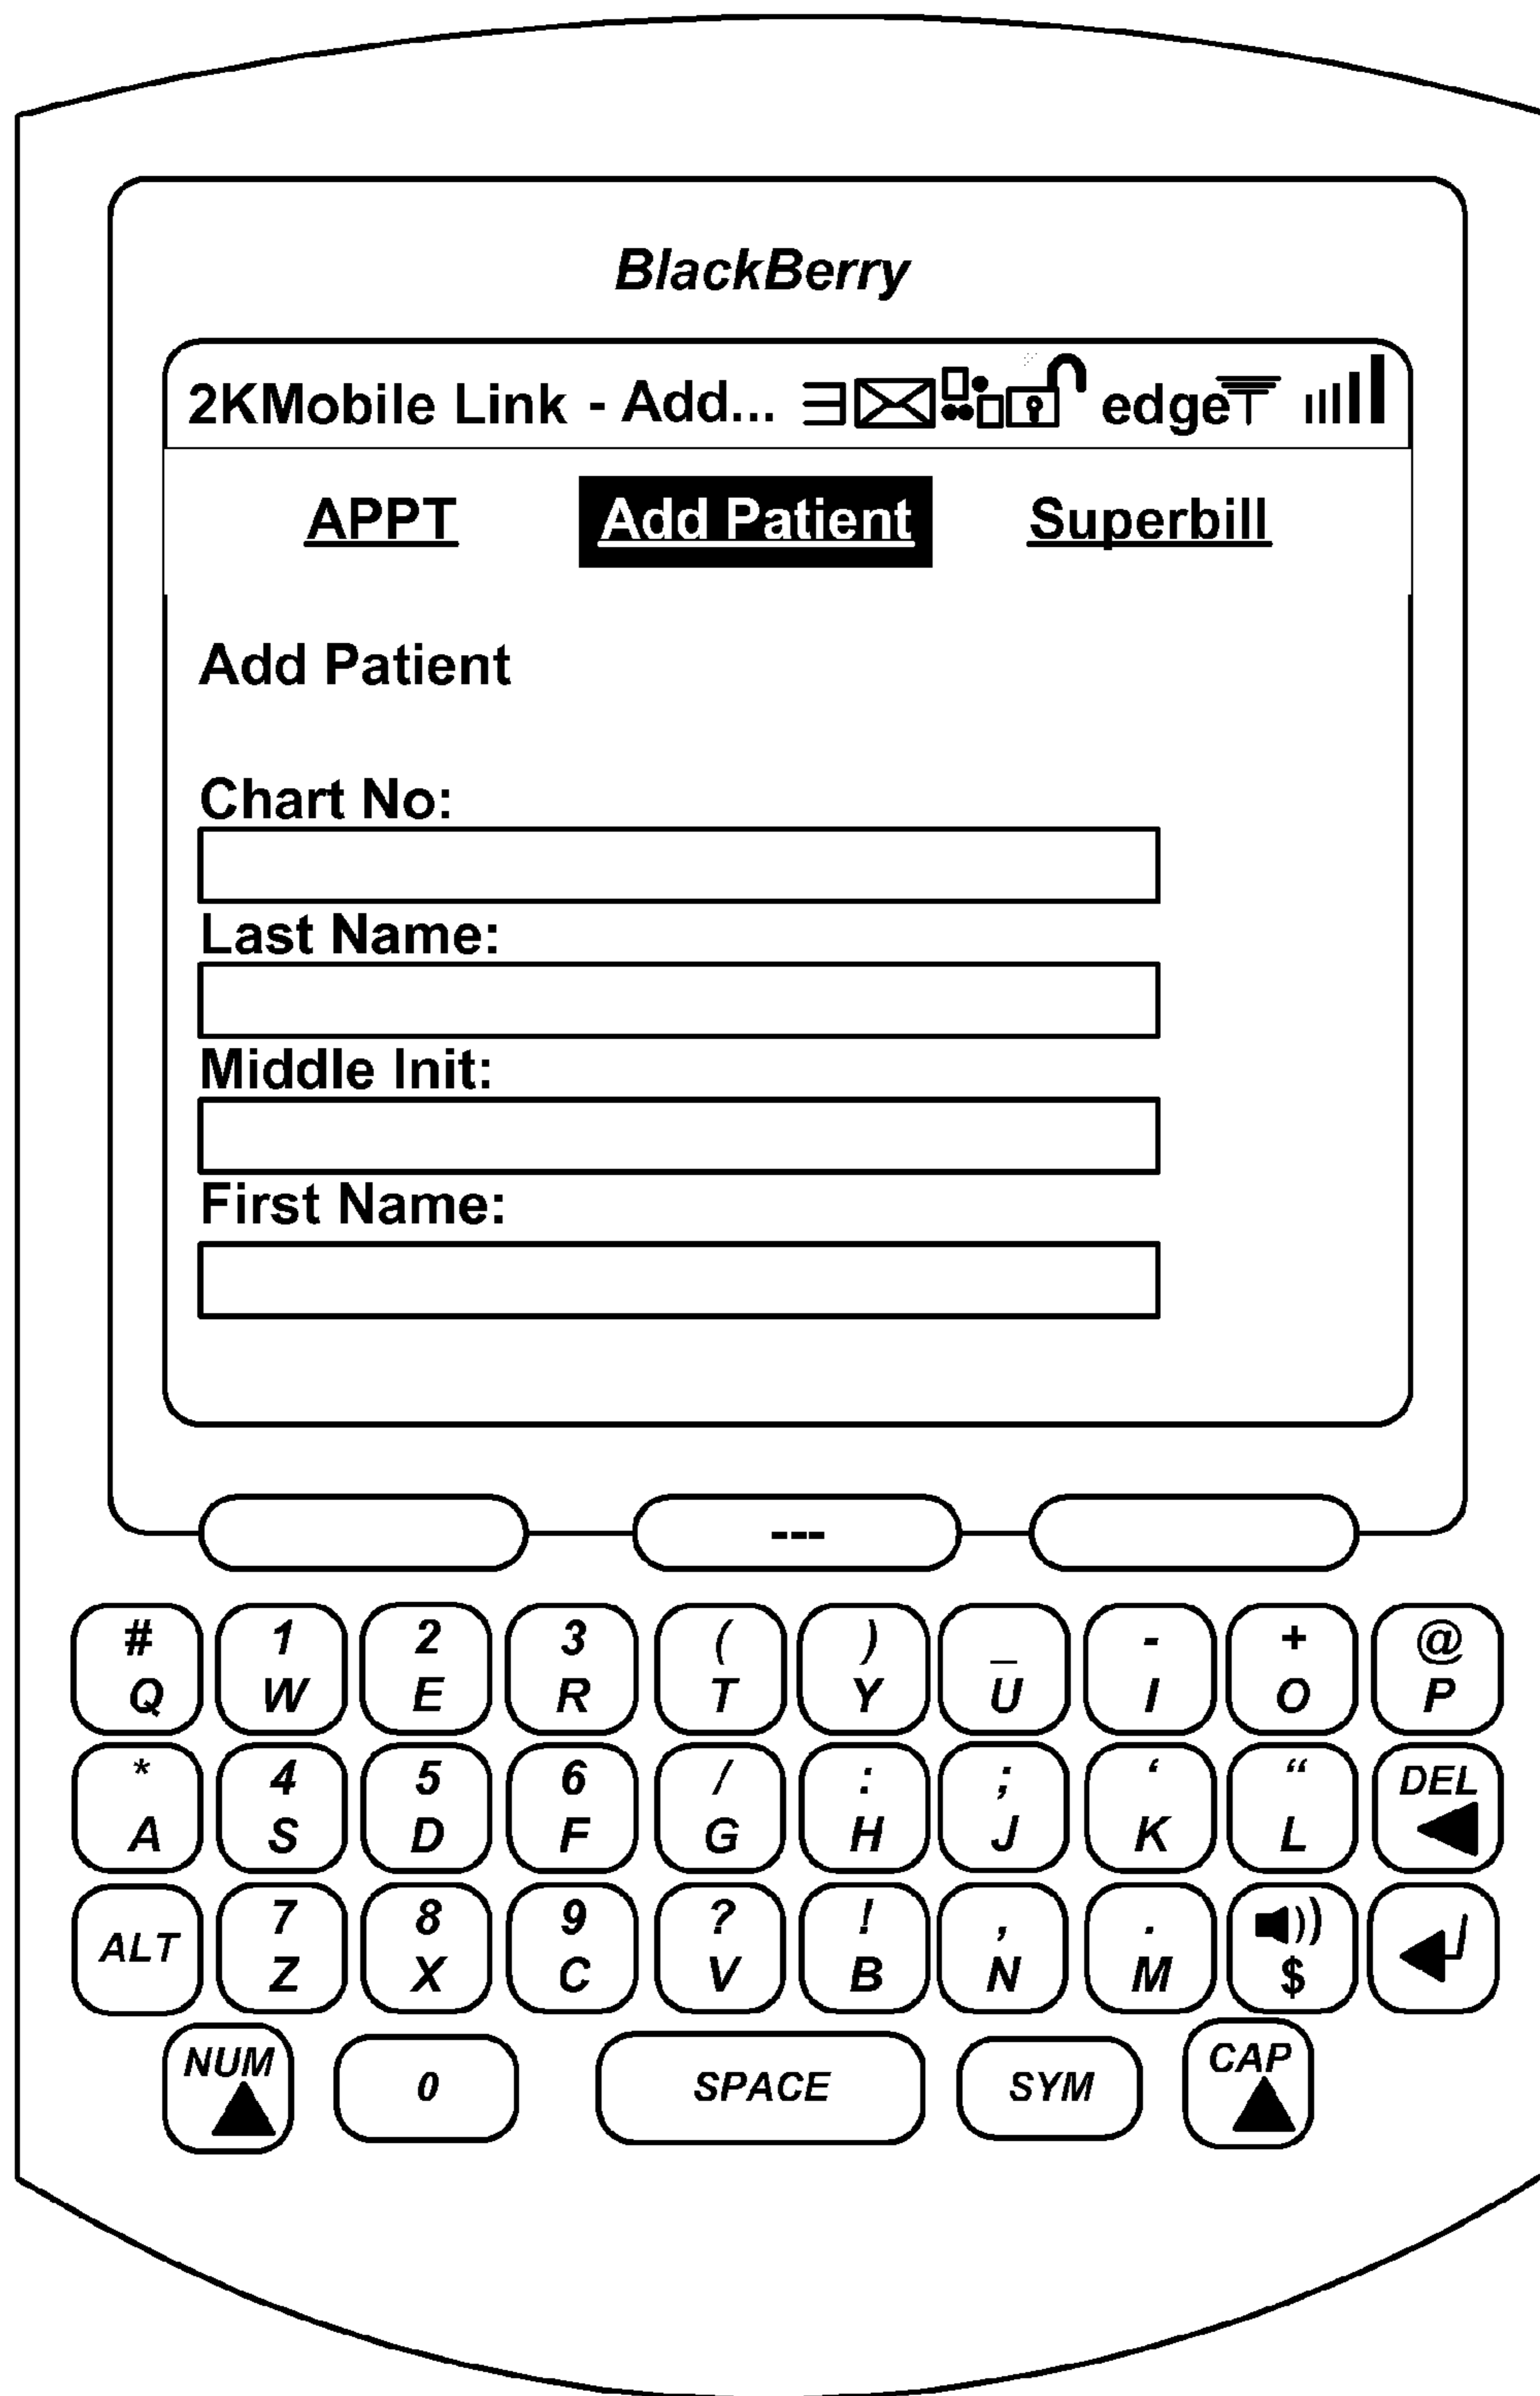 BlackBerry
2KMobile Link - Add... edge
APPT Add Patient Superbill
Add Patient
Chart No:
Last Name:
Middle Init:
First Name:
---
# 1 2 3 ( ) _ - + @
Q W E R T Y U I O P
* 4 5 6 / : ; ‘ “ DEL
A S D F G H J K L
ALT 7 8 9 ? ! , .
Z X C V B N M $
NUM 0 SPACE SYM CAP